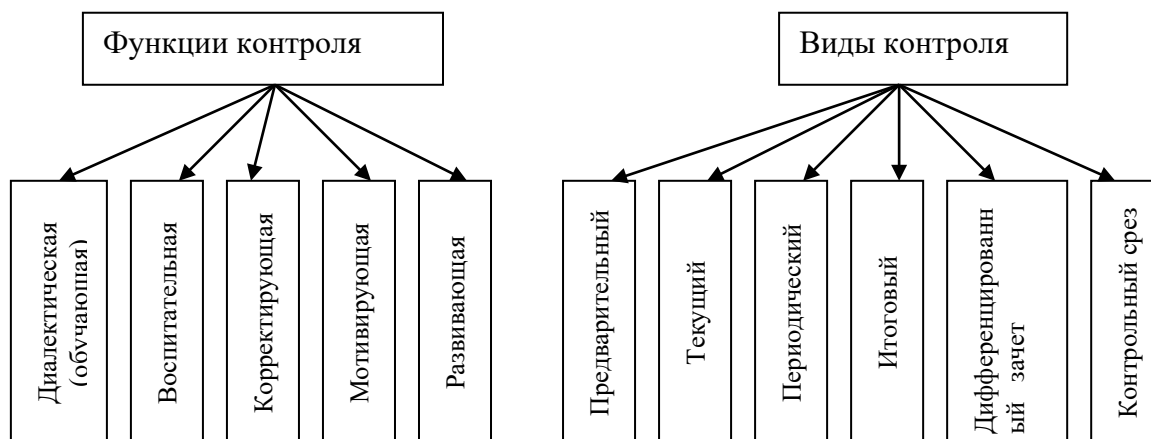 Функции контроля
Виды контроля
Диалектическая
(обучающая)
Воспитательная
Корректирующая
Мотивирующая
Развивающая
Предварительный
Текущий
Периодический
Итоговый
Дифференцированн
ый зачет
Контрольный срез